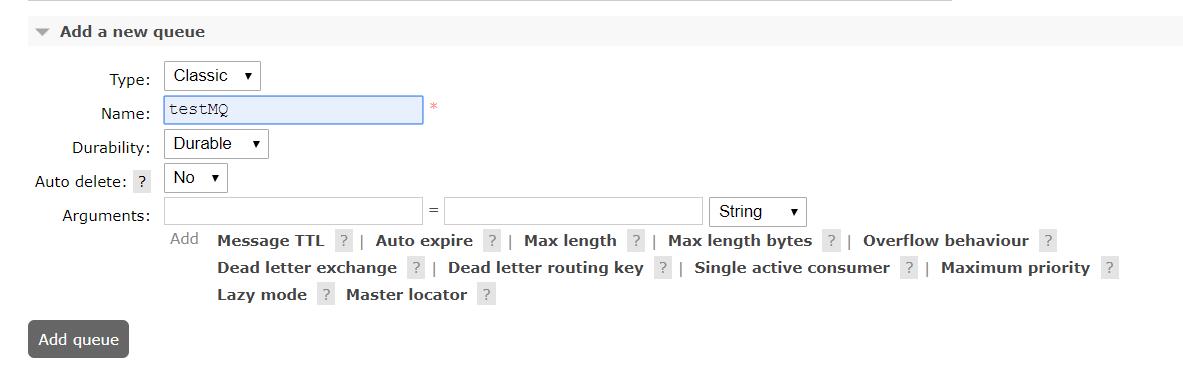 Add a new queue
Type: Classic
Name: testMQ *
Durability: Durable
Auto delete: ? No
Arguments: = String
Add Message TTL ? | Auto expire ? | Max length ? | Max length bytes ? | Overflow behaviour ?
Dead letter exchange ? | Dead letter routing key ? | Single active consumer ? | Maximum priority ?
Lazy mode ? Master locator ?
Add queue